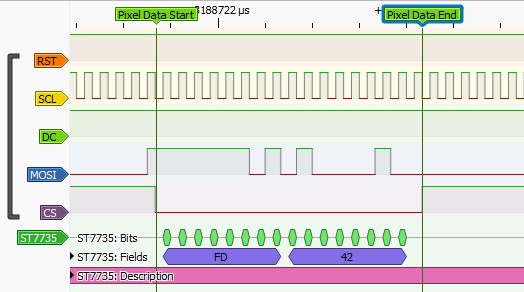 Pixel Data Start
3188722 µs
+
Pixel Data End
RST
SCL
DC
MOSI
CS
ST7735 ST7735: Bits
ST7735: Fields FD 42
ST7735: Description